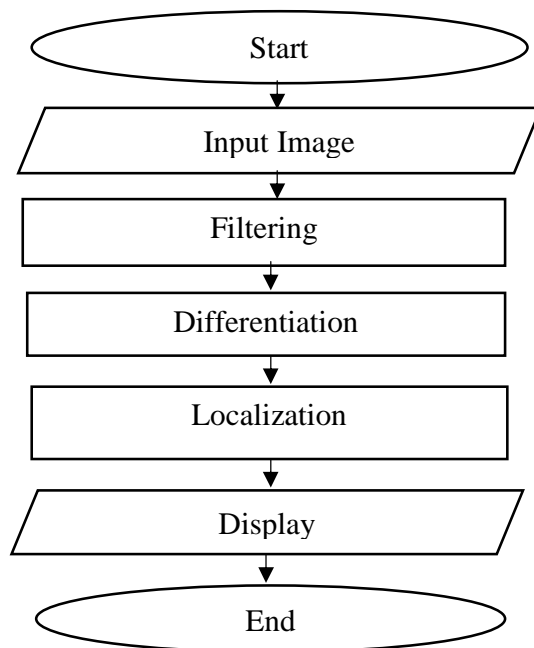 Start
Input Image
Filtering
Differentiation
Localization
Display
End